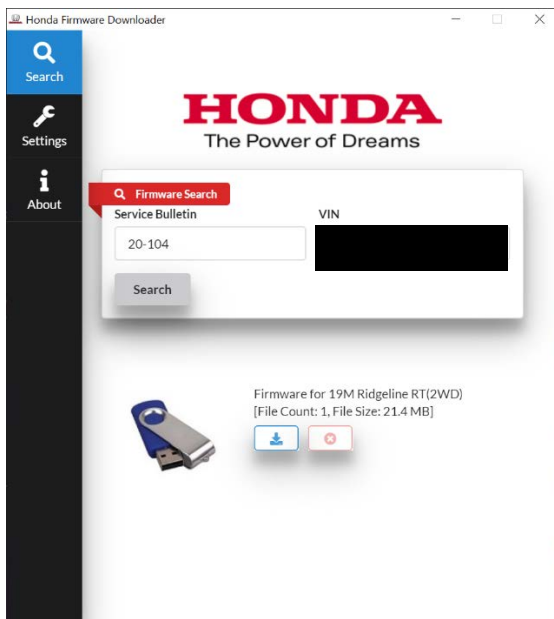 Honda Firmware Downloader
Search
Settings
About
HONDA
The Power of Dreams
Firmware Search
Service Bulletin
VIN
20-104
Search
Firmware for 19M Ridgeline RT(2WD)
[File Count: 1, File Size: 21.4 MB]